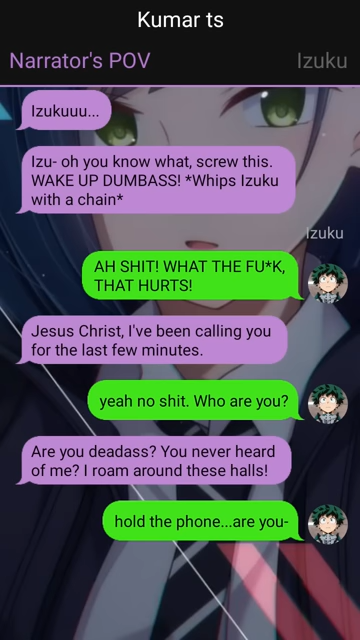 Kumar ts
Narrator's POV
Izuku
Izukuuu...
Izu- oh you know what, screw this.
WAKE UP DUMBASS! *Whips Izuku
with a chain*
Izuku
AH SHIT! WHAT THE FU*K,
THAT HURTS!
Jesus Christ, I've been calling you
for the last few minutes.
yeah no shit. Who are you?
Are you deadass? You never heard
of me? I roam around these halls!
hold the phone...are you-